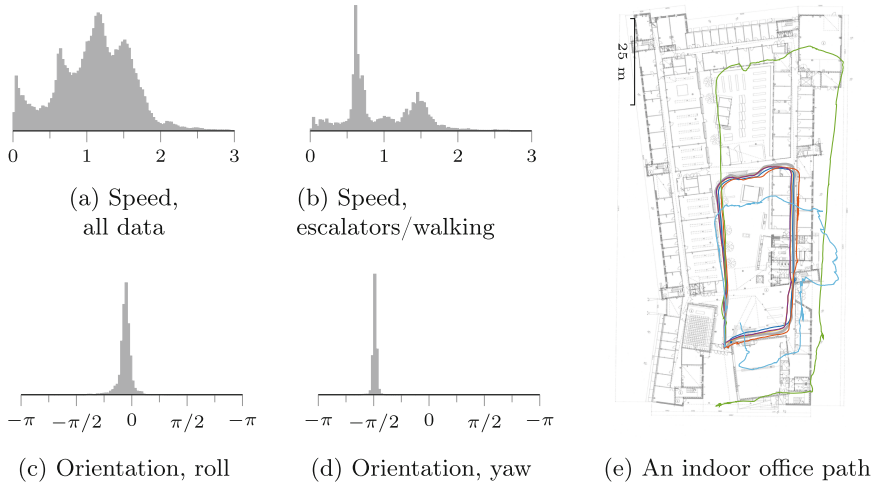 0 1 2 3
(a) Speed,
all data
0 1 2 3
(b) Speed,
escalators/walking
25 m
−π −π/2 0 π/2 −π
(c) Orientation, roll
−π −π/2 0 π/2 −π
(d) Orientation, yaw
(e) An indoor office path